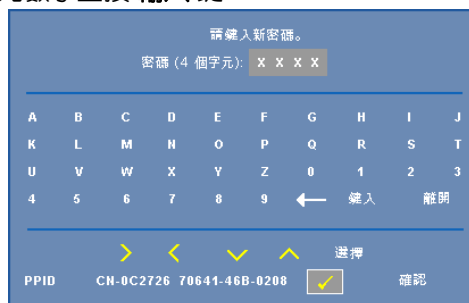 請鍵入新密碼。
密碼 (4 個字元): X X X X
A B C D E F G H I J
K L M N O P Q R S T
U V W X Y Z 0 1 2 3
4 5 6 7 8 9 ← 鍵入 離開
選擇
PPID CN-0C2726 70641-46B-0208 ✓ 確認